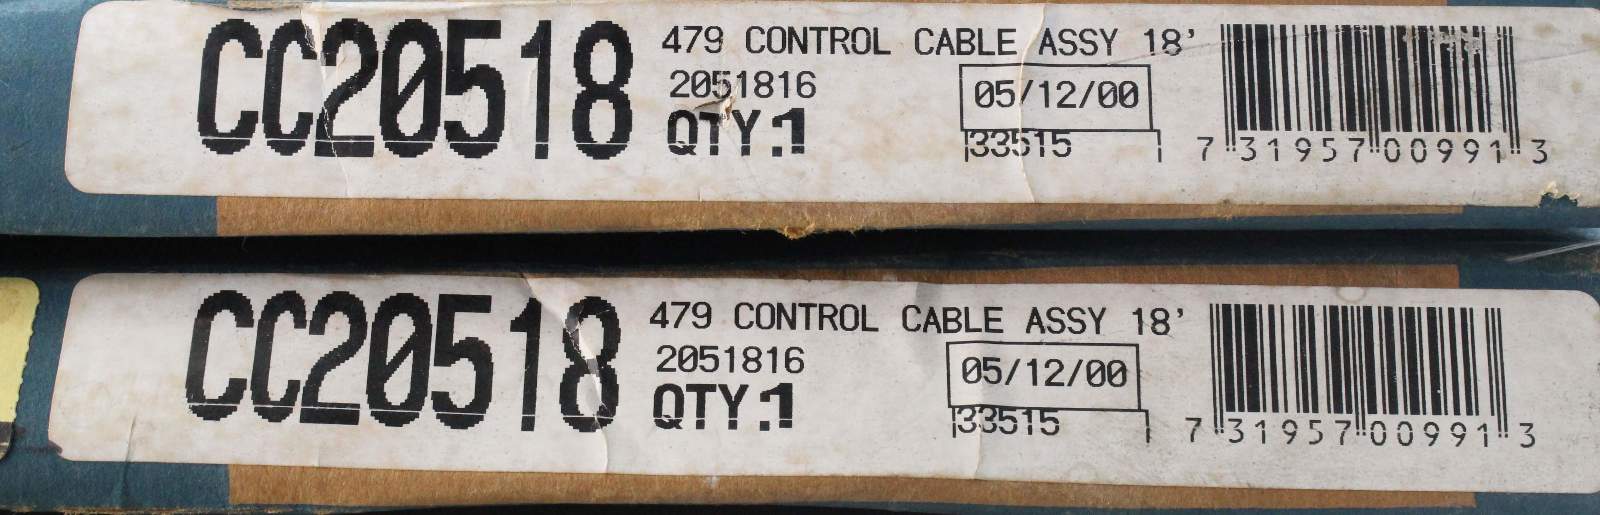 CC20518
479 CONTROL CABLE ASSY 18'
2051816
05/12/00
QTY.1
33515
7 31957 00991 3
CC20518
479 CONTROL CABLE ASSY 18'
2051816
05/12/00
QTY.1
33515
7 31957 00991 3